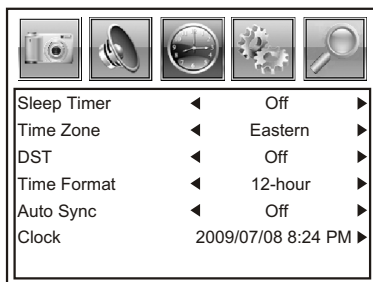 Sleep Timer ◀ Off ▶
Time Zone ◀ Eastern ▶
DST ◀ Off ▶
Time Format ◀ 12-hour ▶
Auto Sync ◀ Off ▶
Clock 2009/07/08 8:24 PM ▶